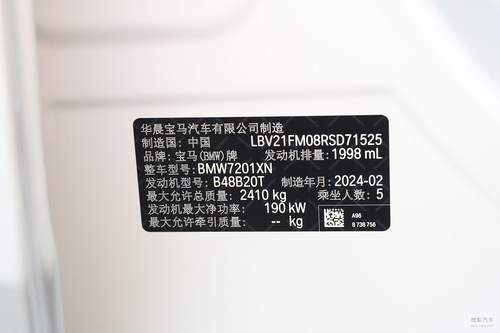 华晨宝马汽车有限公司制造
制造国: 中国 LBV21FM08RSD71525
品牌: 宝马(BMW)牌 发动机排量: 1998 mL
整车型号: BMW7201XN
发动机型号: B48B20T 制造年月: 2024-02
最大允许总质量: 2410 kg 乘坐人数: 5
发动机最大净功率: 190 kW
最大允许牵引质量: -- kg
A96
8 738 756
搜狐汽车